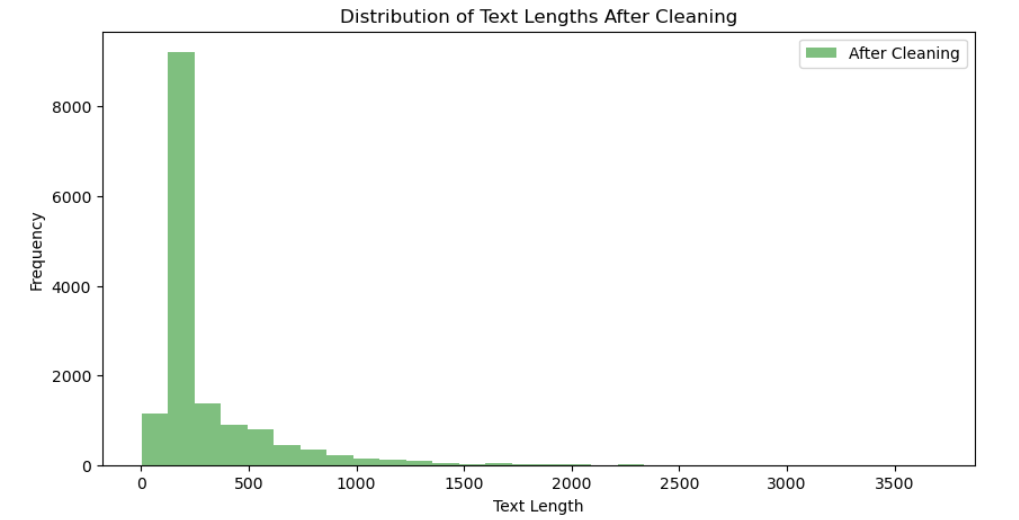 Distribution of Text Lengths After Cleaning
After Cleaning
8000
6000
4000
2000
0
Frequency
0 500 1000 1500 2000 2500 3000 3500
Text Length